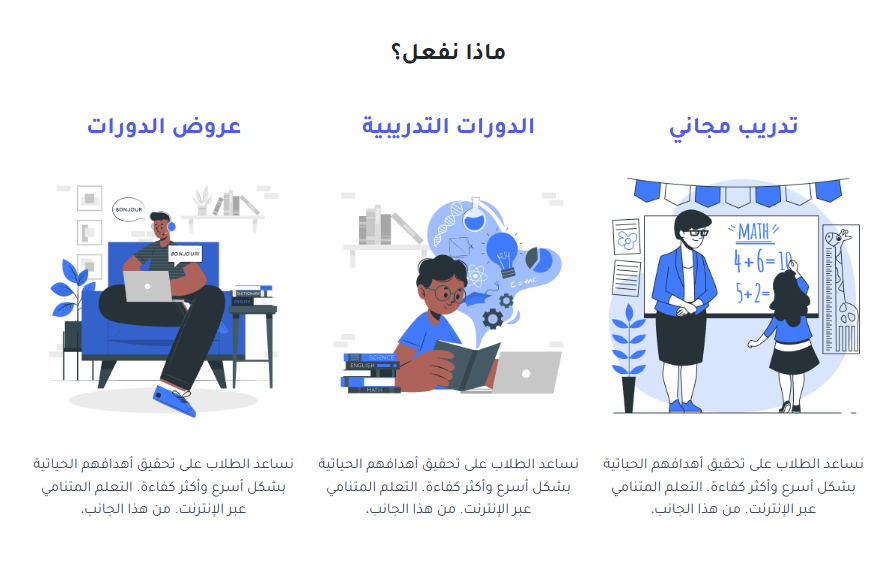 ماذا نفعل؟
تدريب مجاني
MATH
4+6=10
5+2=
نساعد الطلاب على تحقيق أهدافهم الحياتية
بشكل أسرع وأكثر كفاءة. التعلم المتنامي
عبر الإنترنت. من هذا الجانب،
الدورات التدريبية
SCIENCE
ENGLISH
MATH
نساعد الطلاب على تحقيق أهدافهم الحياتية
بشكل أسرع وأكثر كفاءة. التعلم المتنامي
عبر الإنترنت. من هذا الجانب،
عروض الدورات
BONJOUR
BONJOUR!
DICTIONARY
ENGLISH
نساعد الطلاب على تحقيق أهدافهم الحياتية
بشكل أسرع وأكثر كفاءة. التعلم المتنامي
عبر الإنترنت. من هذا الجانب،